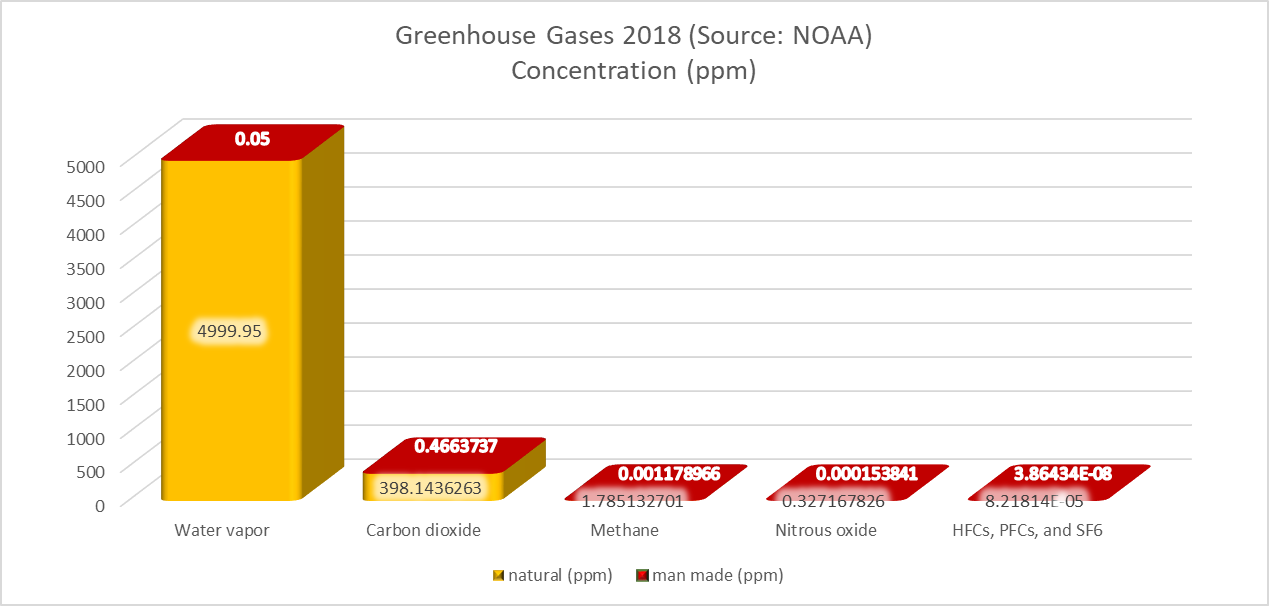 Greenhouse Gases 2018 (Source: NOAA)
Concentration (ppm)
0.05
5000
4500
4000
3500
3000
2500
2000
1500
1000
500
0
4999.95
0.4663737
398.1436263
0.001178966
1.785132701
0.000153841
0.327167826
3.86434E-08
8.21814E-05
Water vapor
Carbon dioxide
Methane
Nitrous oxide
HFCs, PFCs, and SF6
natural (ppm)
man made (ppm)